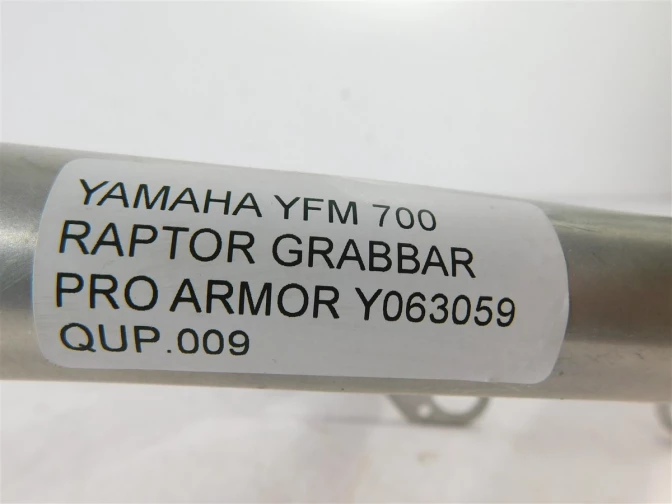 YAMAHA YFM 700
RAPTOR GRABBAR
PRO ARMOR Y063059
QUP.009